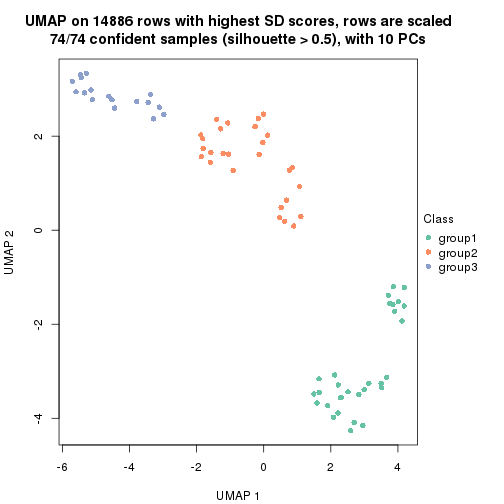 UMAP on 14886 rows with highest SD scores, rows are scaled
74/74 confident samples (silhouette > 0.5), with 10 PCs
2
0
-2
-4
UMAP 2
-6
-4
-2
0
2
4
UMAP 1
Class
group1
group2
group3